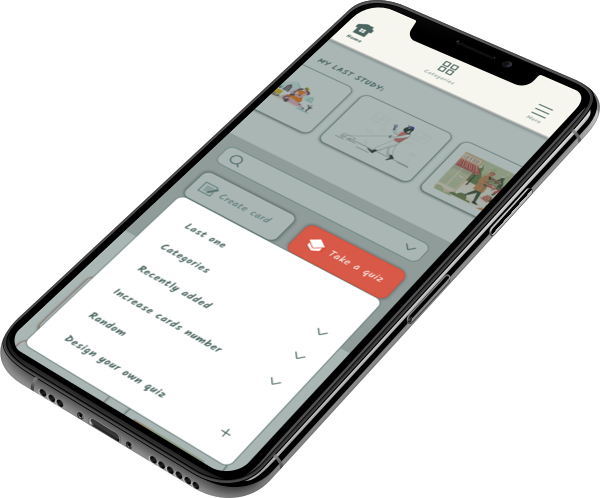 Home
Categories
More
MY LAST STUDY:
Create card
Take a quiz
Last one
Categories
Recently added
Increase cards number
Random
Design your own quiz